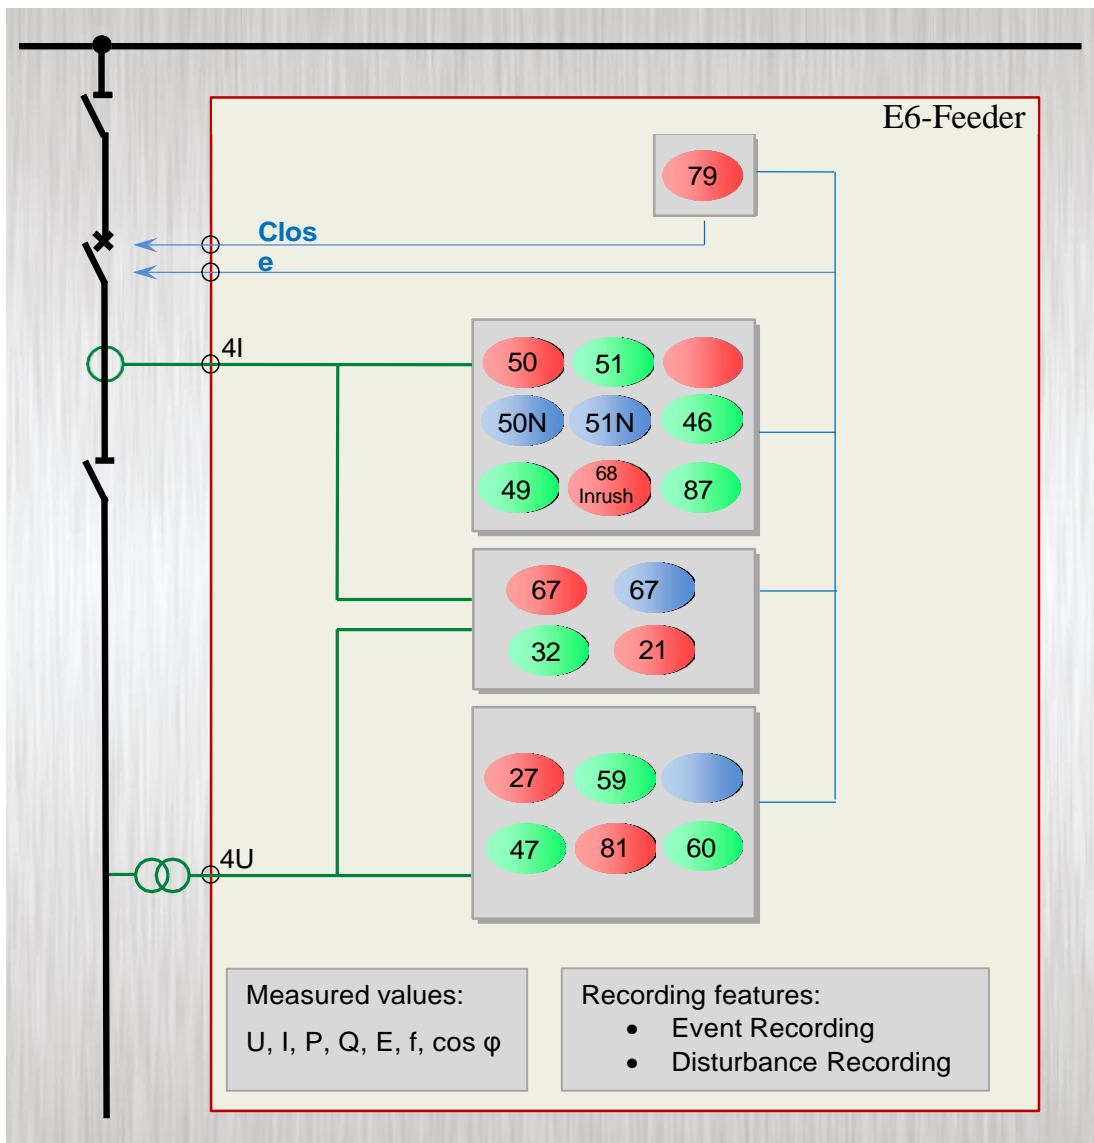 E6-Feeder
79
Clos
e
4I
50 51
50N 51N 46
49 68 87
Inrush
67 67
32 21
27 59
47 81 60
4U
Measured values:
U, I, P, Q, E, f, cos φ
Recording features:
• Event Recording
• Disturbance Recording